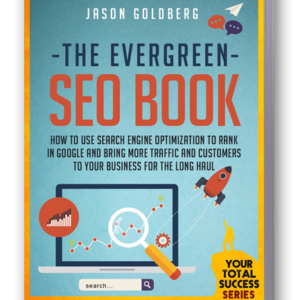 JASON GOLDBERG
-THE EVERGREEN-
SEO BOOK
HOW TO USE SEARCH ENGINE OPTIMIZATION TO RANK
IN GOOGLE AND BRING MORE TRAFFIC AND CUSTOMERS
TO YOUR BUSINESS FOR THE LONG HAUL
search...
YOUR
TOTAL
SUCCESS
SERIES